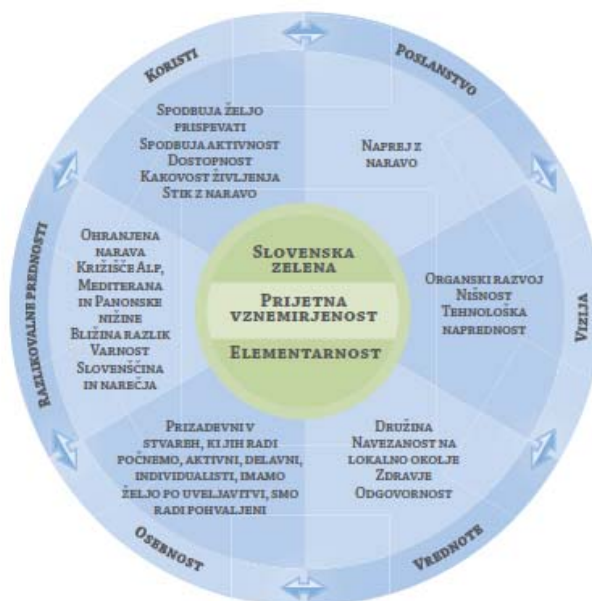 Koristi
Spodbuja željo
prispevati
Spodbuja aktivnost
Dostopnost
Kakovost življenja
Stik z naravo
Poslanstvo
Naprej z
naravo
Vizija
Organski razvoj
Nišnost
Tehnološka
naprednost
Vrednote
Družina
Navezanost na
lokalno okolje
Zdravje
Odgovornost
Osebnost
Prizadevni v
stvareh, ki jih radi
počnemo, aktivni, delavni,
individualisti, imamo
željo po uveljavitvi, smo
radi pohvaljeni
Razlikovalne prednosti
Ohranjena
narava
Križišče Alp,
Mediterana
in Panonske
nižine
Bližina razlik
Varnost
Slovenščina
in narečja
Slovenska
zelena
Prijetna
vznemirjenost
Elementarnost